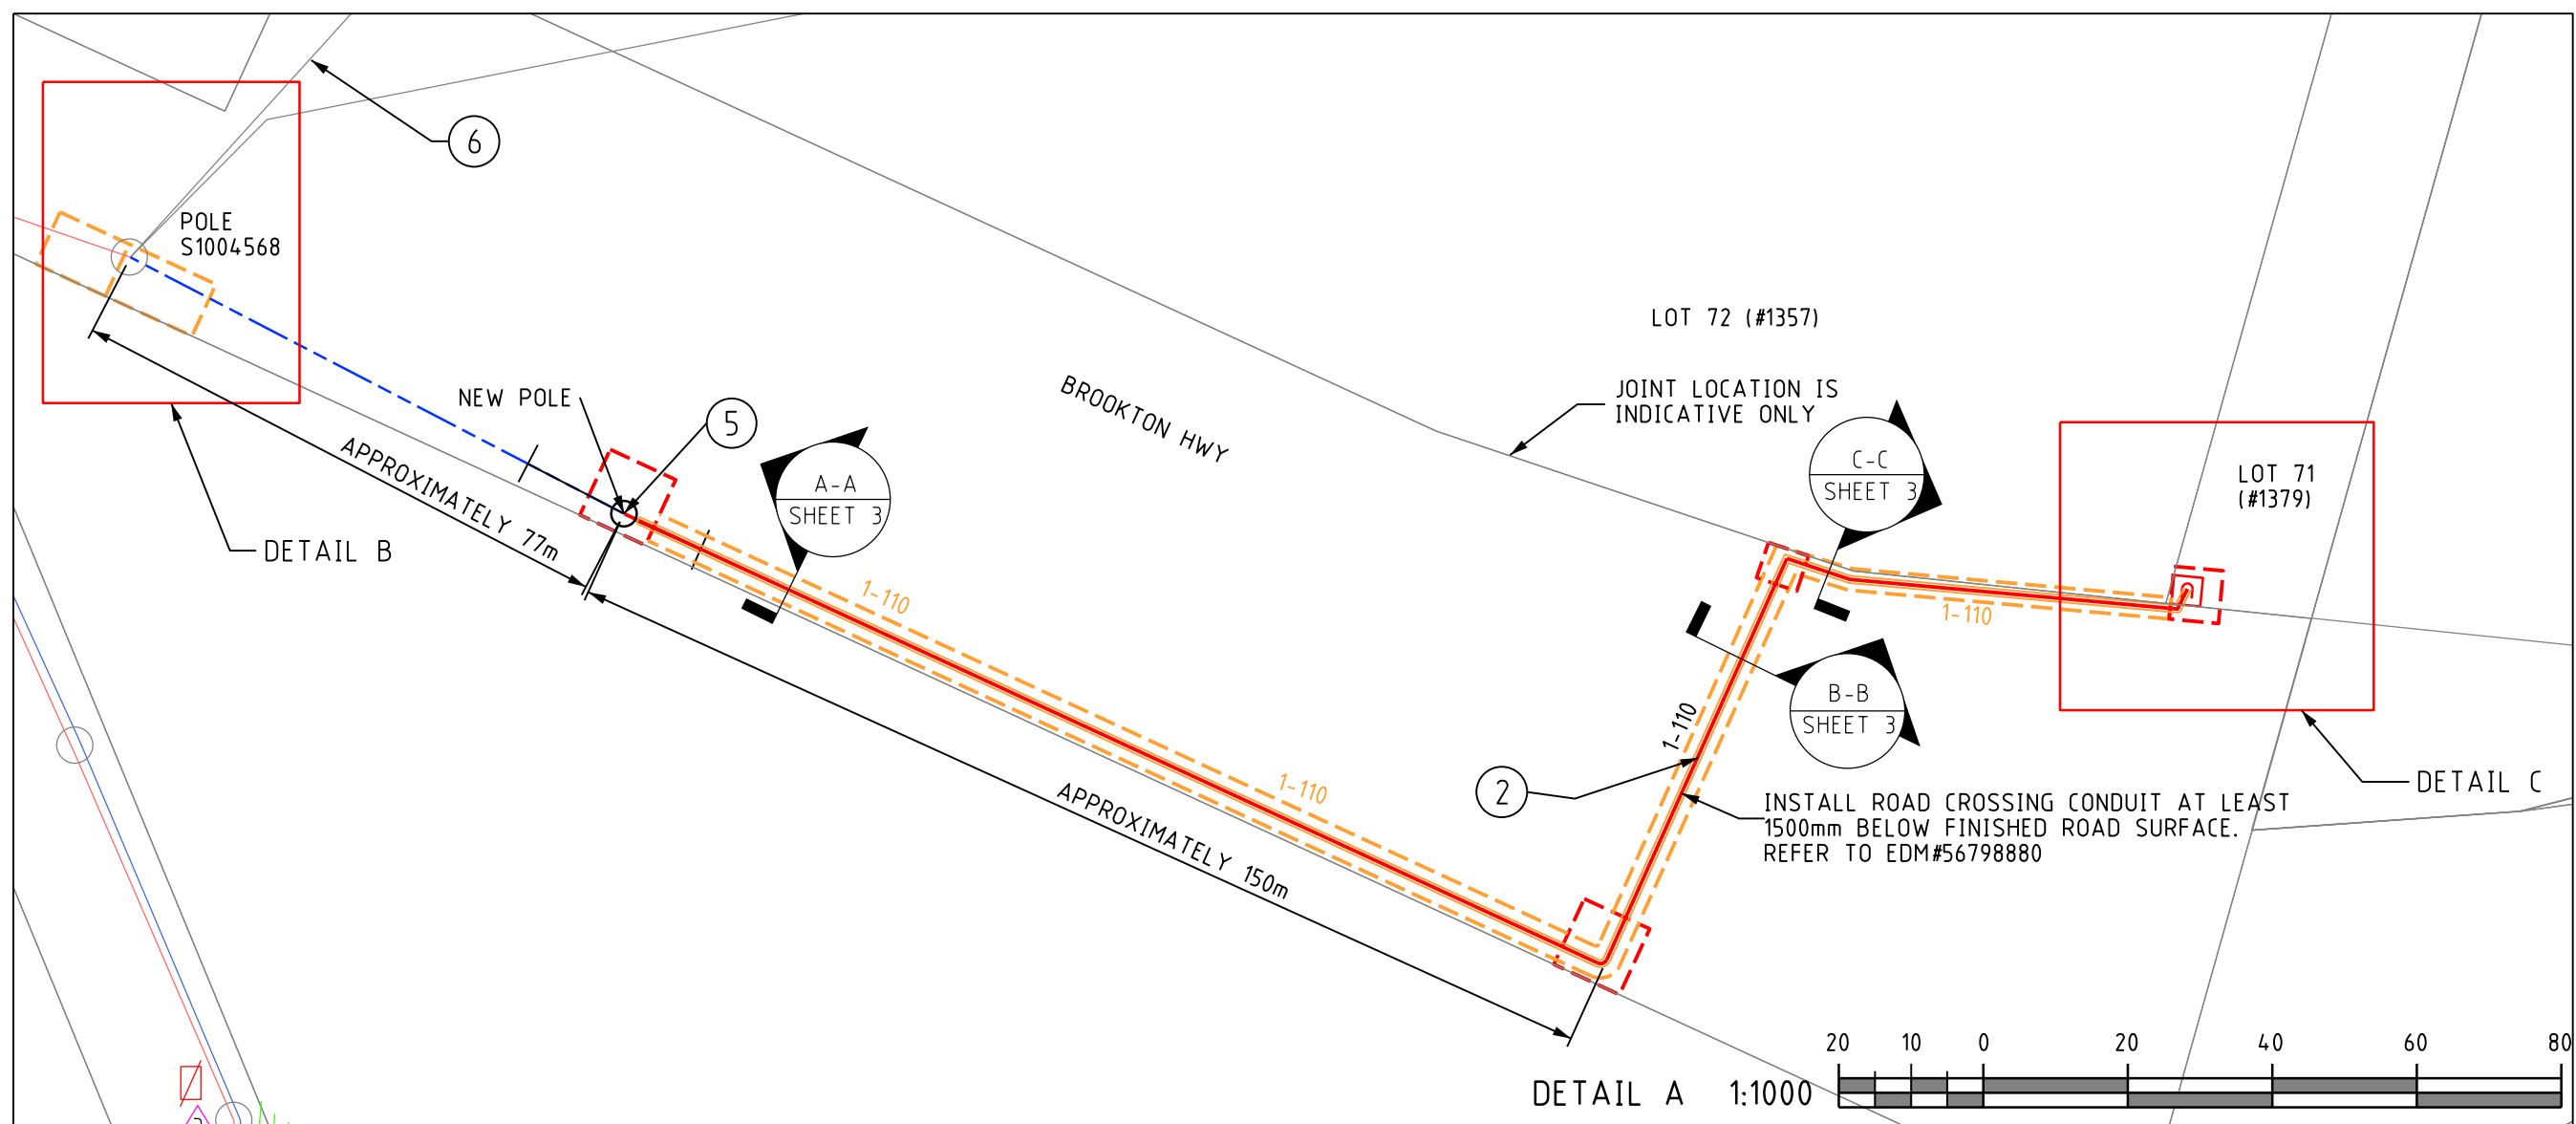 6
POLE
S1004568
LOT 72 (#1357)
NEW POLE
5
BROOKTON HWY
JOINT LOCATION IS
INDICATIVE ONLY
A-A
SHEET 3
C-C
SHEET 3
LOT 71
(#1379)
APPROXIMATELY 77m
DETAIL B
1-110
1-110
B-B
SHEET 3
1-110
2
1-110
DETAIL C
APPROXIMATELY 150m
INSTALL ROAD CROSSING CONDUIT AT LEAST
1500mm BELOW FINISHED ROAD SURFACE.
REFER TO EDM#56798880
20 10 0 20 40 60 80
DETAIL A 1:1000